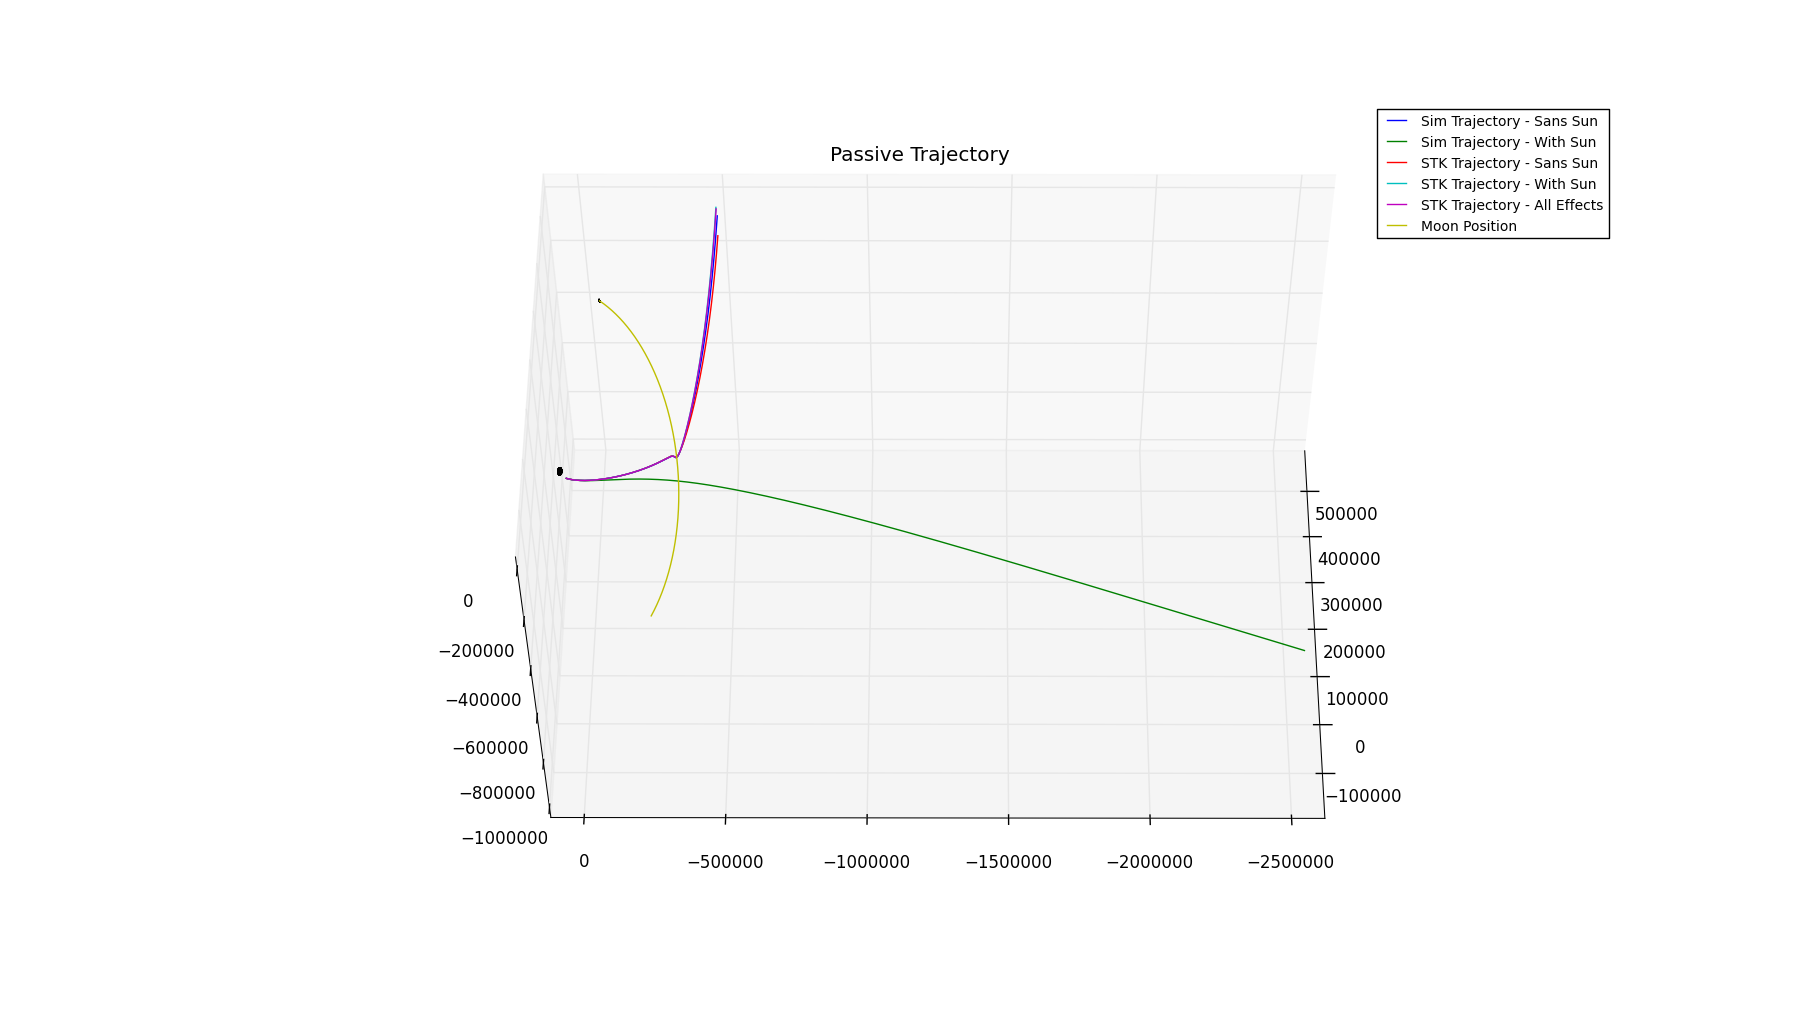 Passive Trajectory
Sim Trajectory - Sans Sun
Sim Trajectory - With Sun
STK Trajectory - Sans Sun
STK Trajectory - With Sun
STK Trajectory - All Effects
Moon Position
500000
400000
300000
200000
100000
0
−100000
0
−200000
−400000
−600000
−800000
−1000000
0
−500000
−1000000
−1500000
−2000000
−2500000